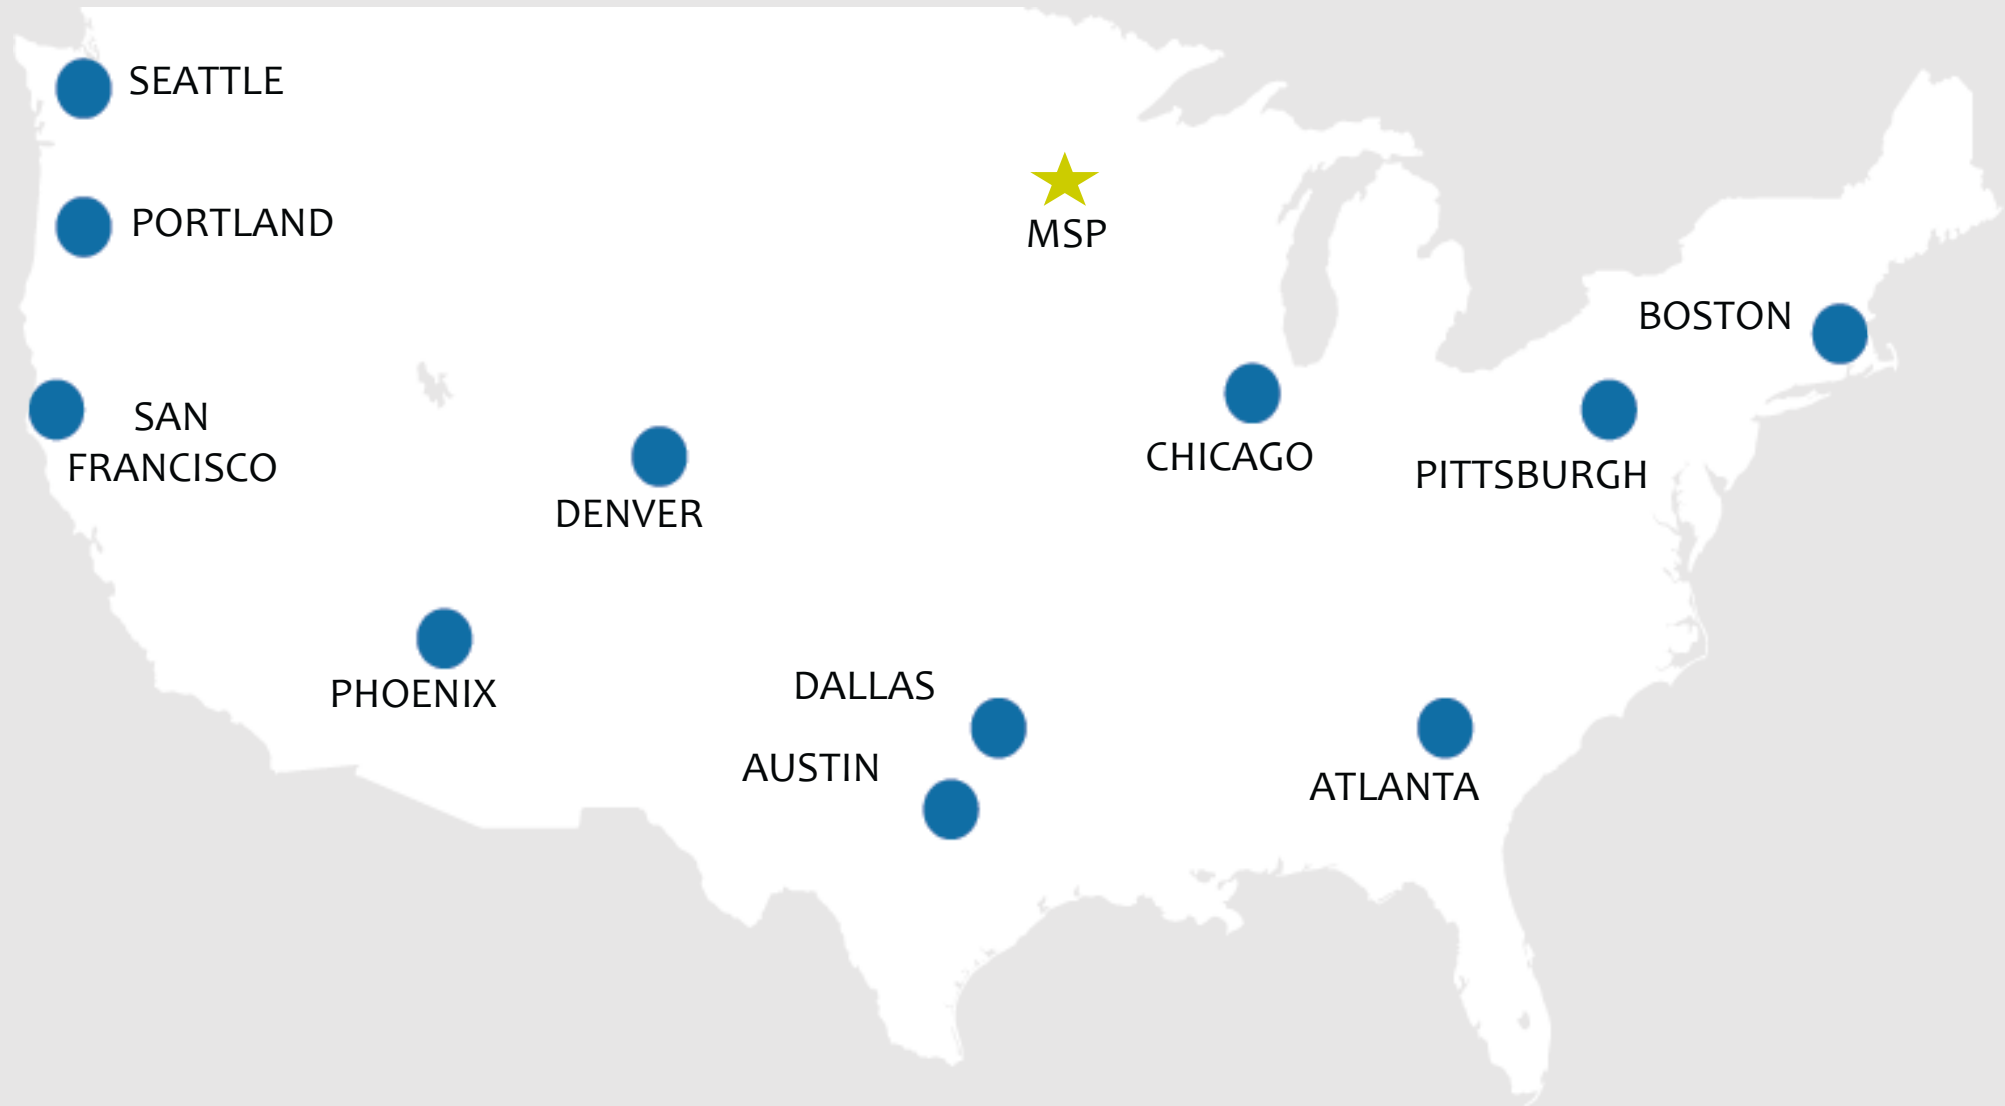 SEATTLE
PORTLAND
MSP
BOSTON
SAN
FRANCISCO
CHICAGO
PITTSBURGH
DENVER
PHOENIX
DALLAS
AUSTIN
ATLANTA